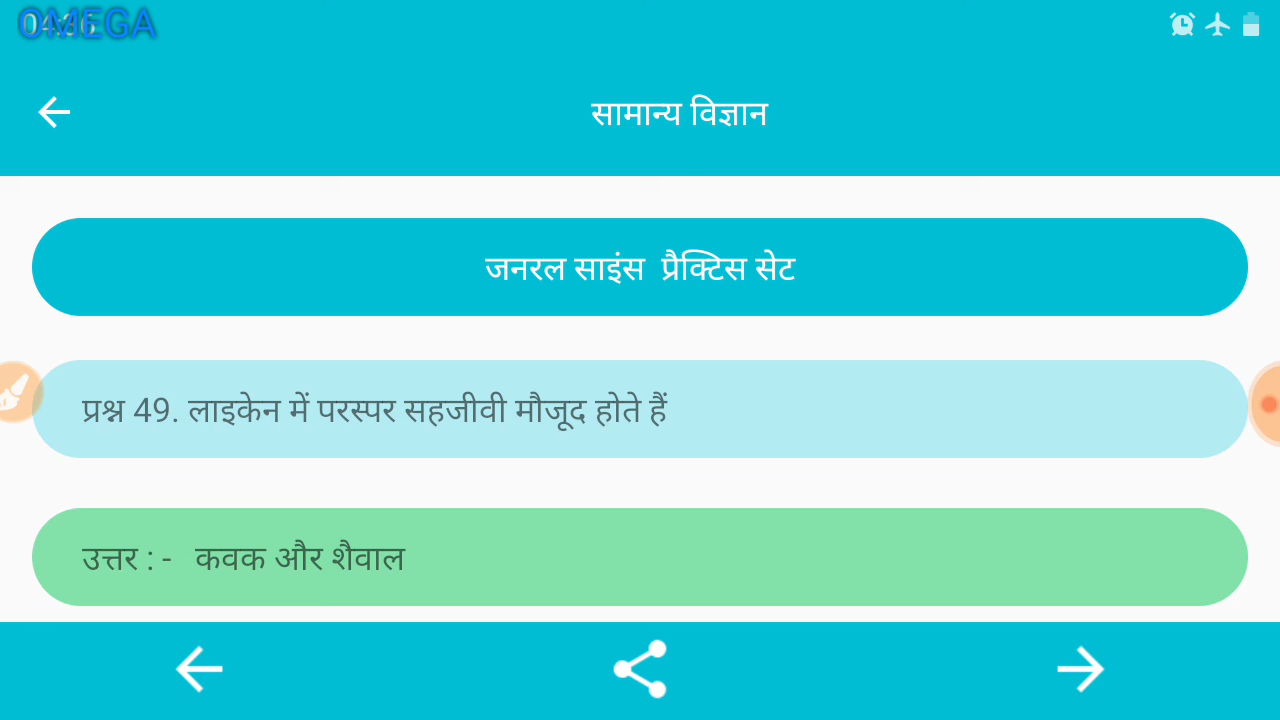 OMEGA
सामान्य विज्ञान
जनरल साइंस प्रैक्टिस सेट
प्रश्न 49. लाइकेन में परस्पर सहजीवी मौजूद होते हैं
उत्तर : - कवक और शैवाल